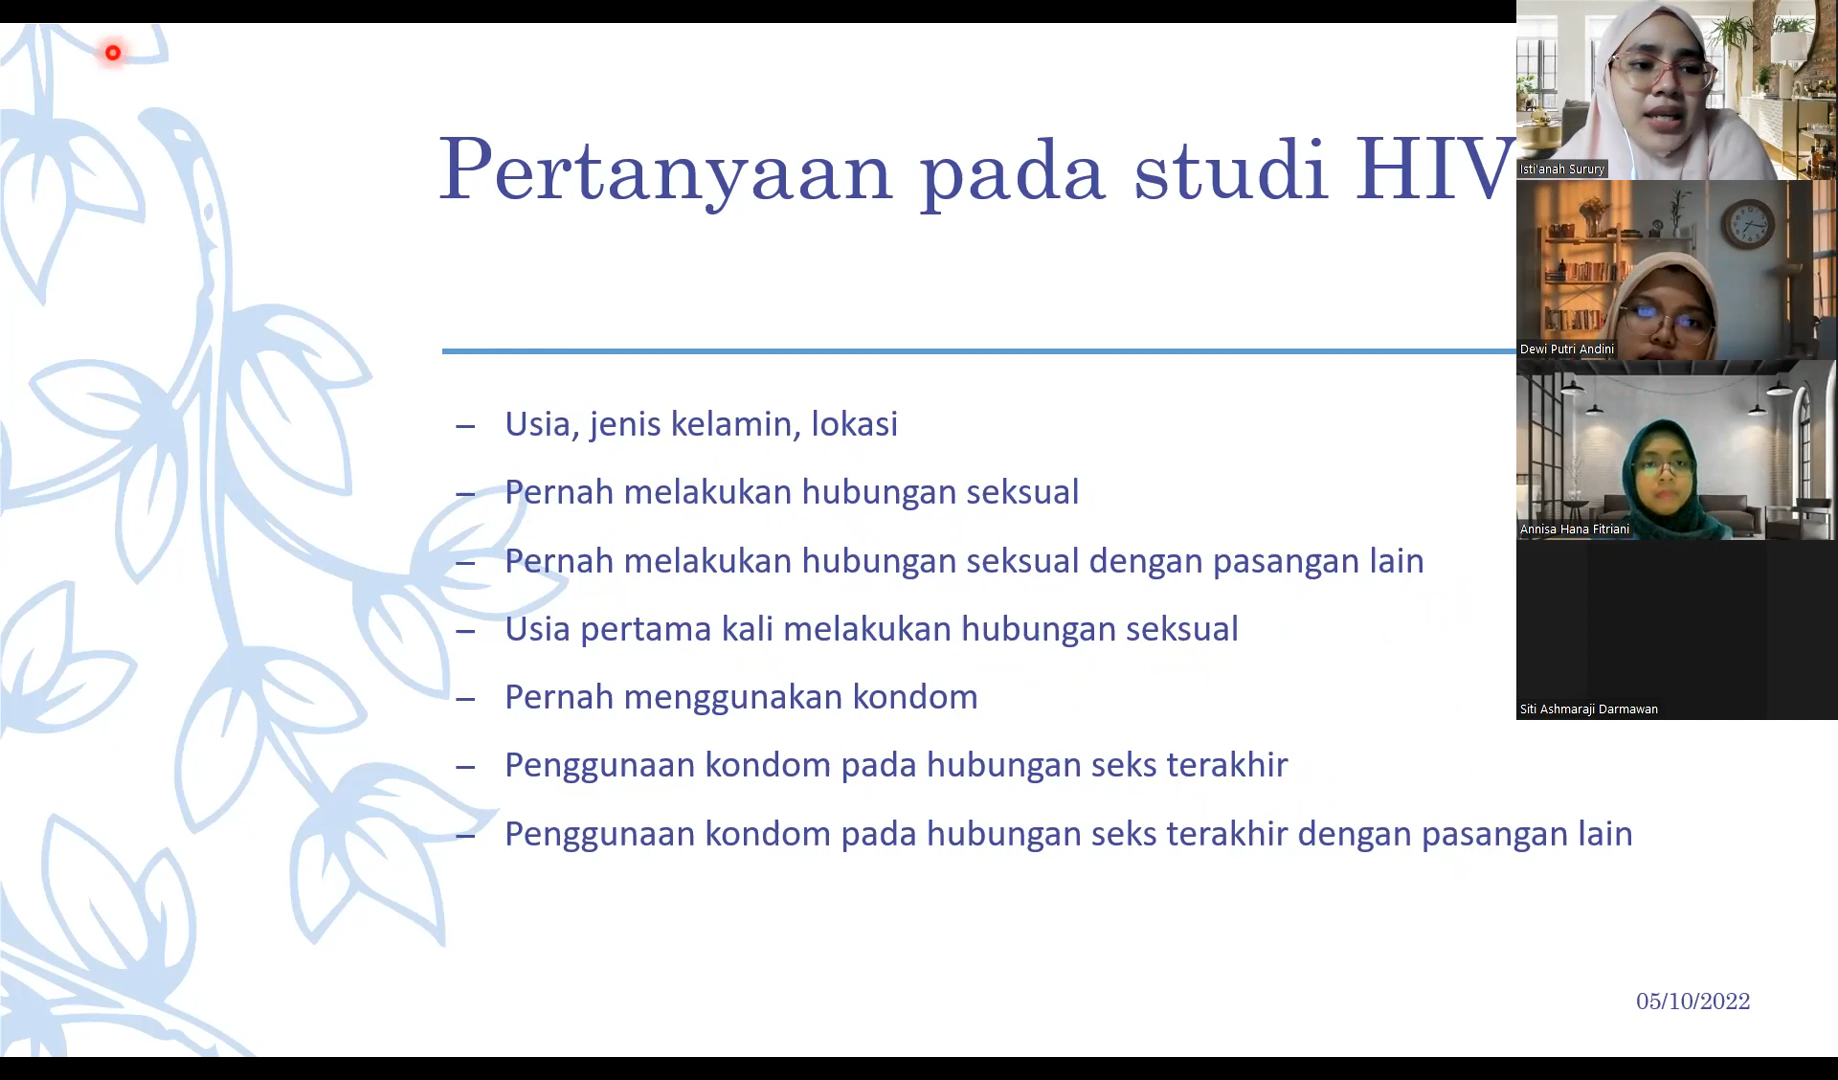 Pertanyaan pada studi HIV
– Usia, jenis kelamin, lokasi
– Pernah melakukan hubungan seksual
– Pernah melakukan hubungan seksual dengan pasangan lain
– Usia pertama kali melakukan hubungan seksual
– Pernah menggunakan kondom
– Penggunaan kondom pada hubungan seks terakhir
– Penggunaan kondom pada hubungan seks terakhir dengan pasangan lain
05/10/2022
Isti'anah Surury
Dewi Putri Andini
Annisa Hana Fitriani
Siti Ashmaraji Darmawan